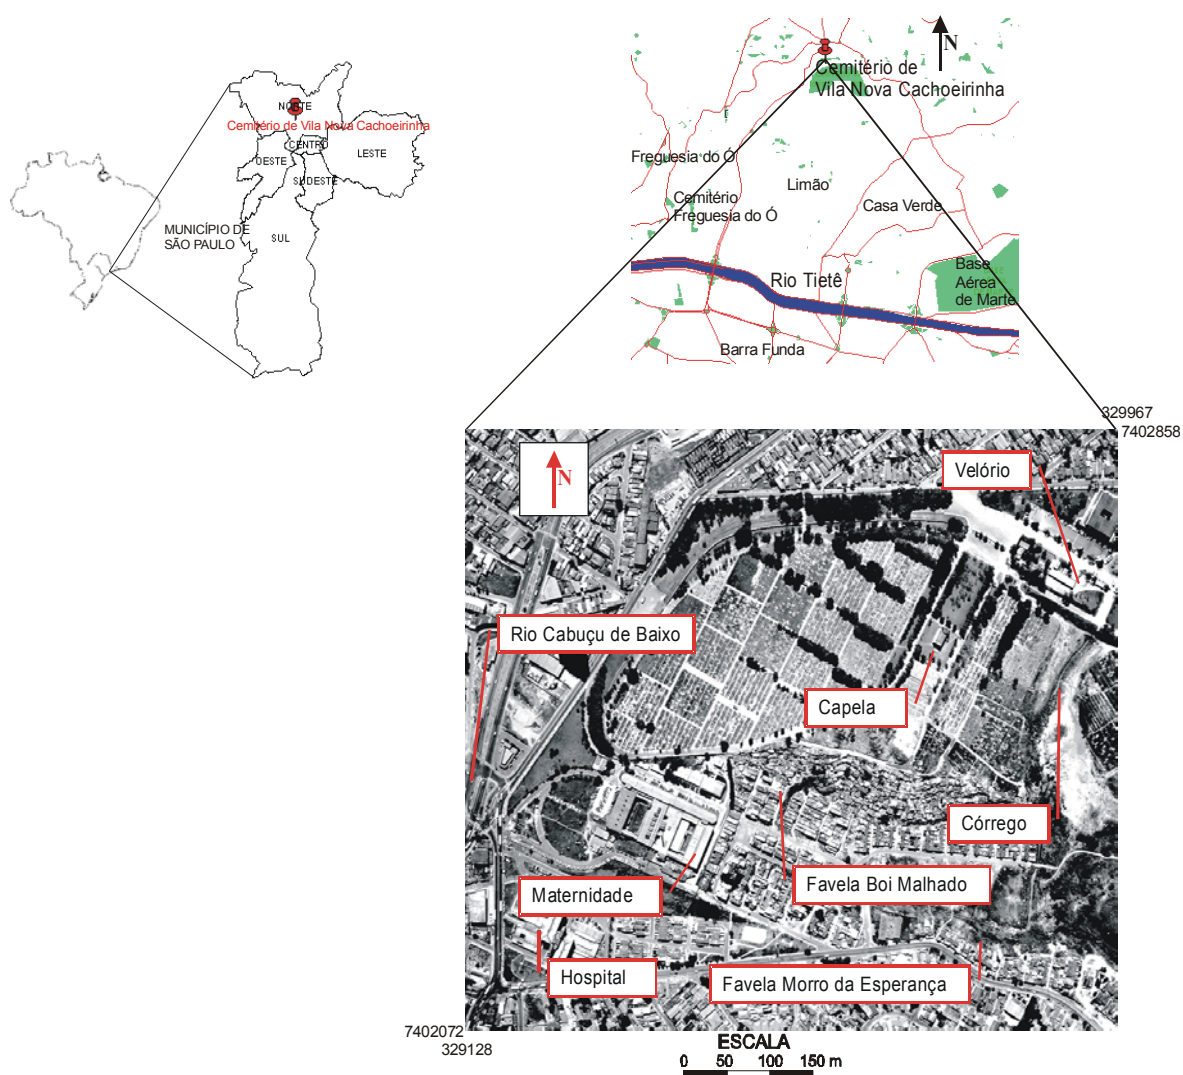 NORTE
Cemitério de Vila Nova Cachoeirinha
CENTRO
OESTE
LESTE
SUDESTE
MUNICÍPIO DE
SÃO PAULO
SUL
N
Cemitério de
Vila Nova Cachoeirinha
Freguesia do Ó
Limão
Cemitério
Freguesia do Ó
Casa Verde
Rio Tietê
Base
Aérea
de Marte
Barra Funda
329967
7402858
N
Velório
Rio Cabuçu de Baixo
Capela
Córrego
Favela Boi Malhado
Maternidade
Hospital
Favela Morro da Esperança
7402072
329128
ESCALA
0 50 100 150 m